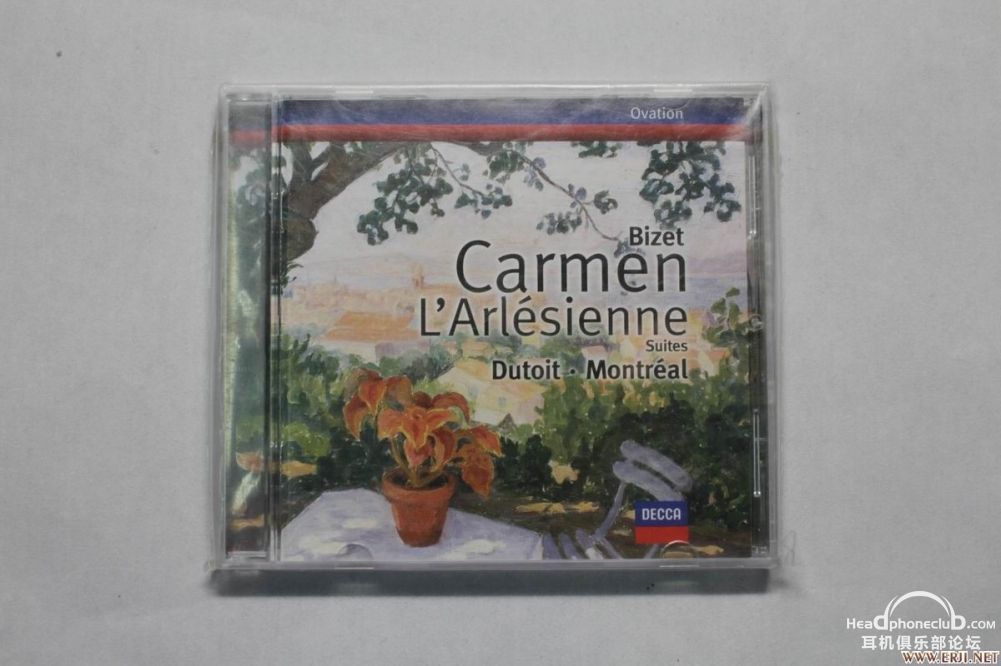 Ovation
Bizet
Carmen
L'Arlésienne
Suites
Dutoit · Montréal
DECCA
HeadphonecluB.com
耳机俱乐部论坛
WWW.ERJI.NET